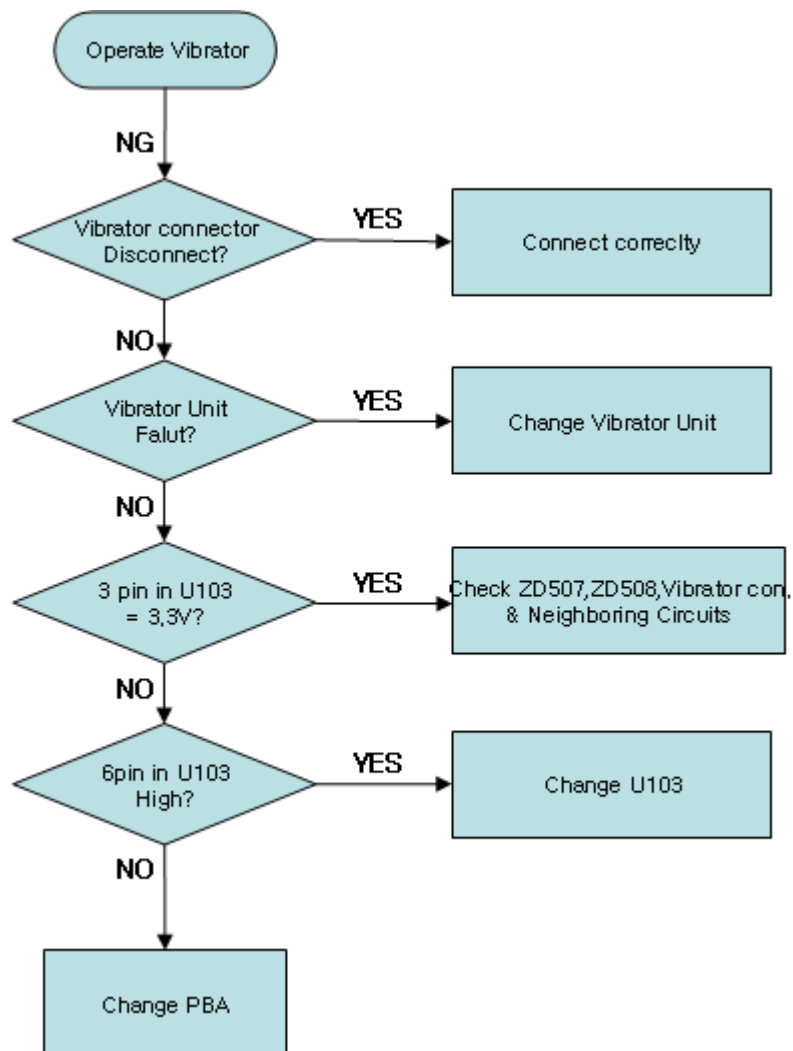 Operate Vibrator
NG
Vibrator connector
Disconnect?
YES
Connect correclty
NO
Vibrator Unit
Falut?
YES
Change Vibrator Unit
NO
3 pin in U103
= 3,3V?
YES
Check ZD507,ZD508,Vibrator con,
& Neighboring Circuits
NO
6pin in U103
High?
YES
Change U103
NO
Change PBA